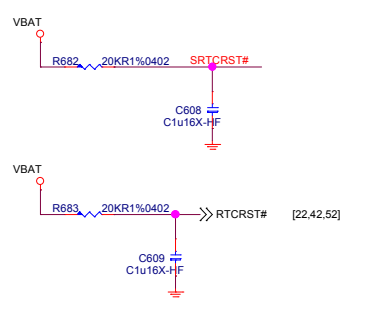 VBAT
R682 20KR1%0402 SRTCRST#
C608
C1u16X-HF
VBAT
R683 20KR1%0402 RTCRST# [22,42,52]
C609
C1u16X-HF